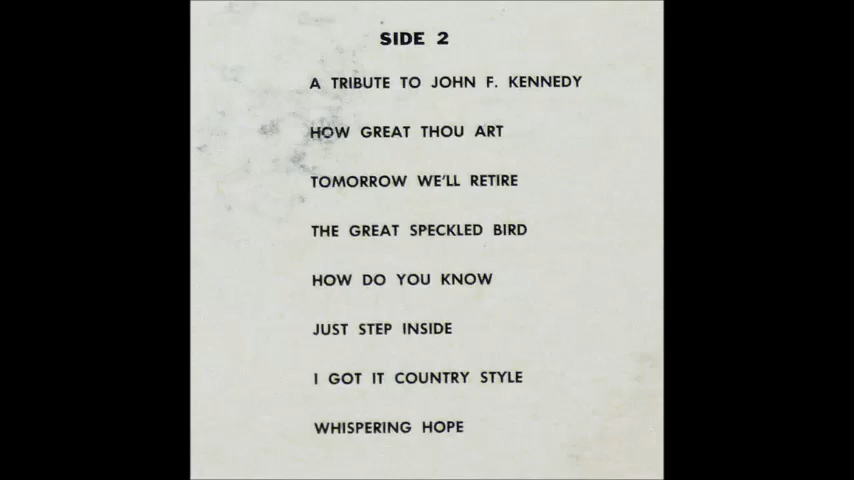 SIDE 2
A TRIBUTE TO JOHN F. KENNEDY
HOW GREAT THOU ART
TOMORROW WE'LL RETIRE
THE GREAT SPECKLED BIRD
HOW DO YOU KNOW
JUST STEP INSIDE
I GOT IT COUNTRY STYLE
WHISPERING HOPE